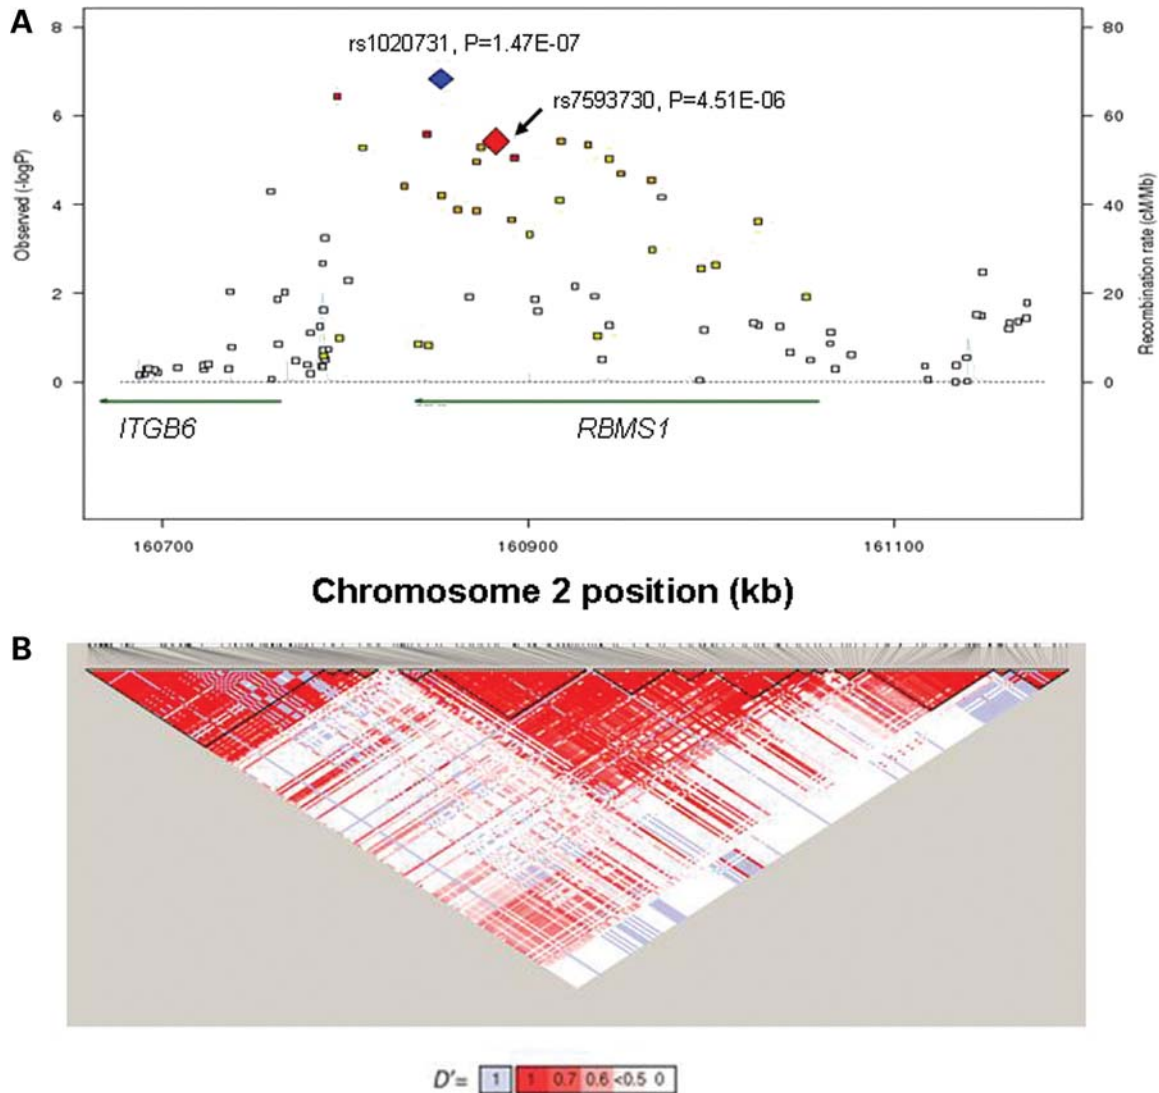 A
rs1020731, P=1.47E-07
rs7593730, P=4.51E-06
Observed (-logP)
8
6
4
2
0
Recombination rate (cM/Mb)
80
60
40
20
0
ITGB6
RBMS1
160700
160900
161100
Chromosome 2 position (kb)
B
D'= 1 1 0.7 0.6 <0.5 0